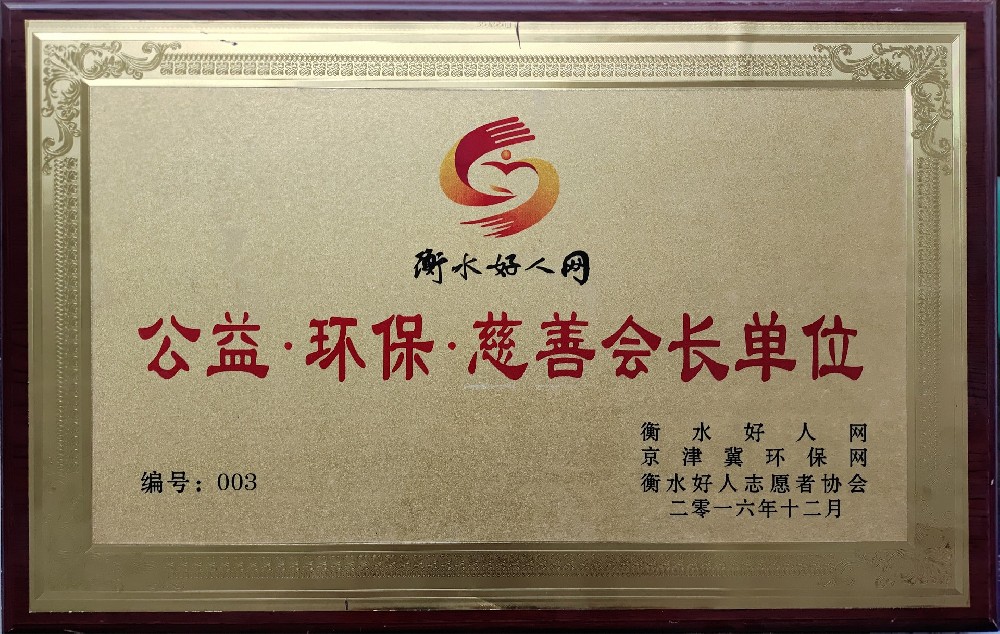 衡水好人网
公益·环保·慈善会长单位
衡水好人网
京津冀环保网
编号：003
衡水好人志愿者协会
二零一六年十二月